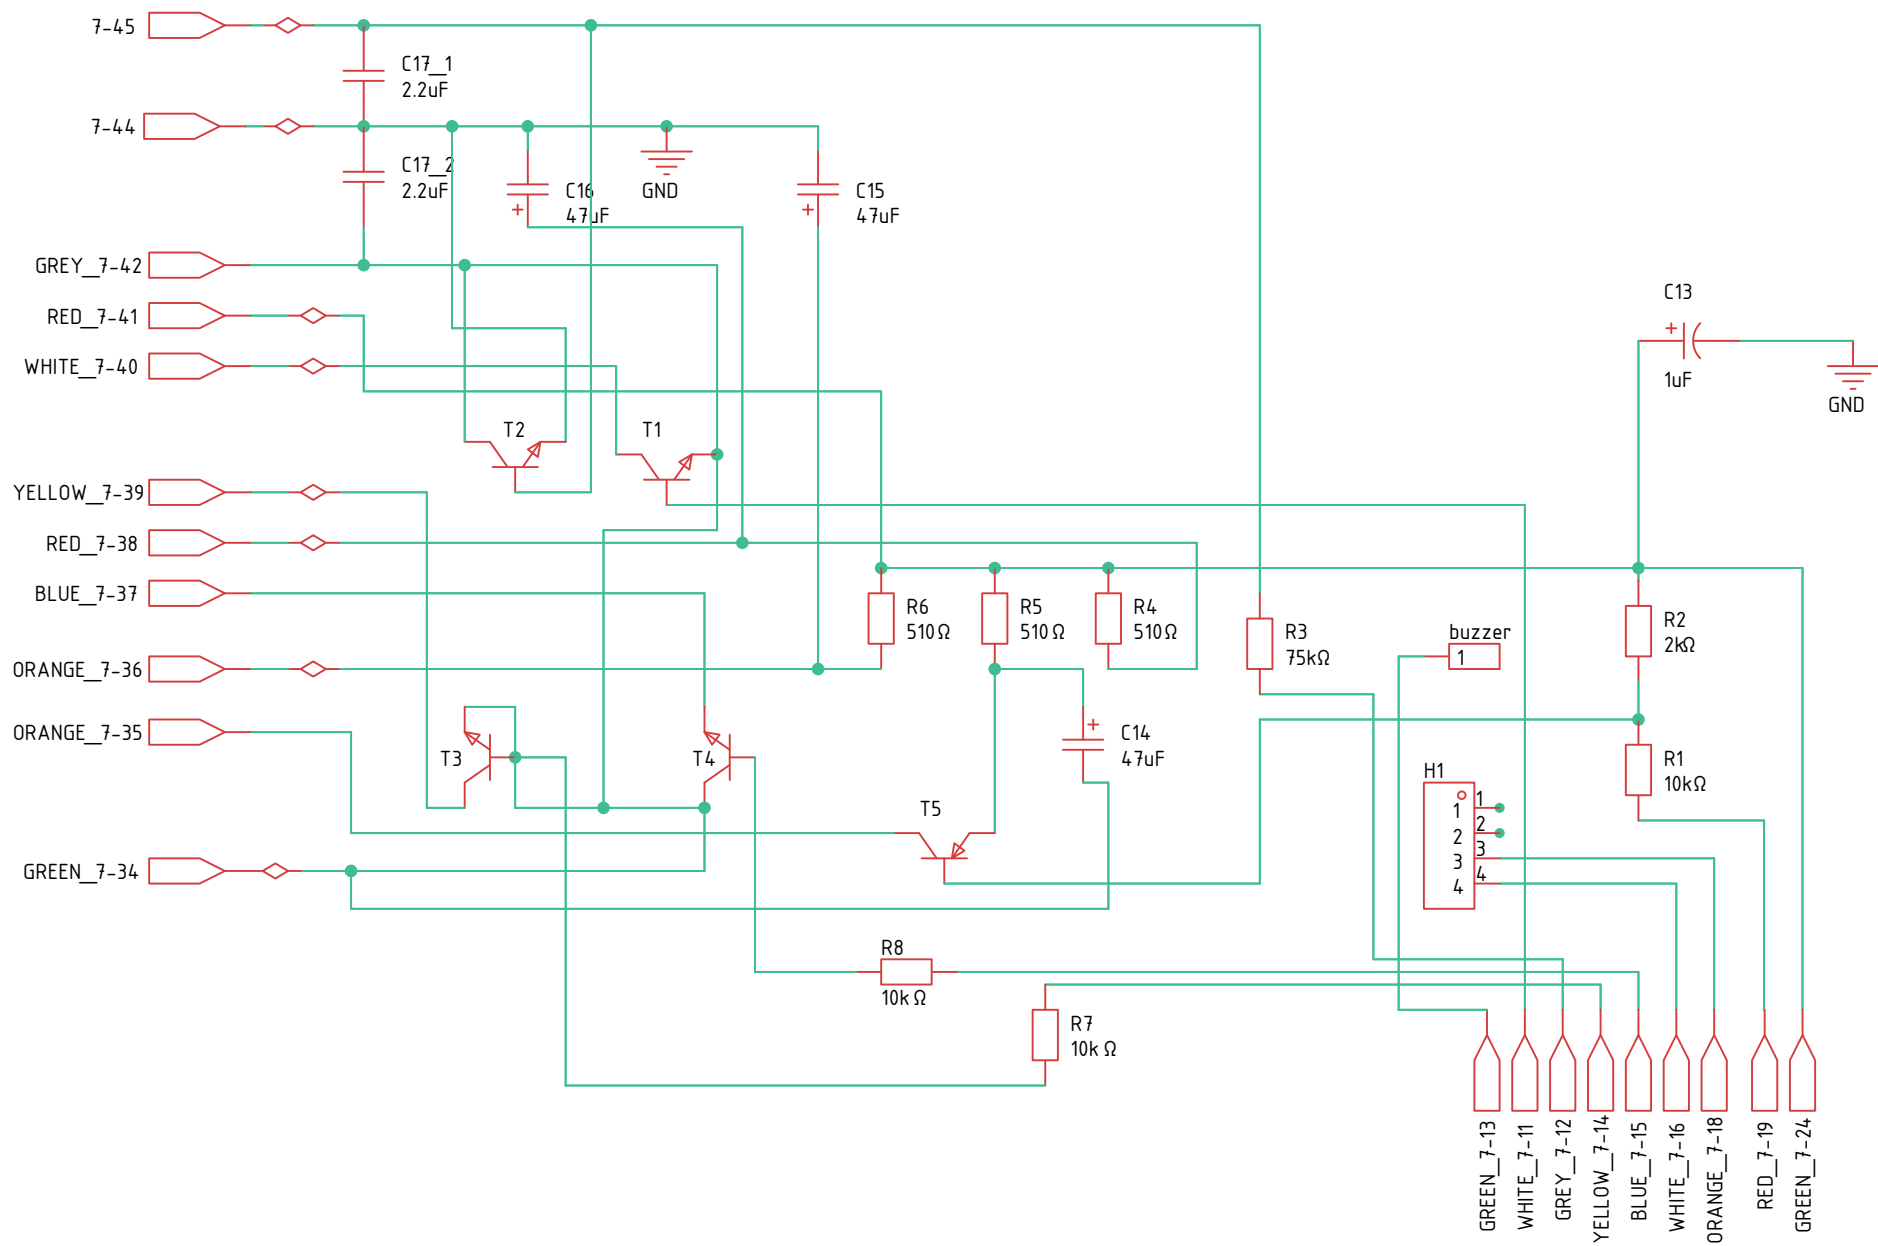 7-45
C17_1
2.2uF
7-44
C17_2
2.2uF
C16
47uF
GND
C15
47uF
GREY_7-42
RED_7-41
WHITE_7-40
C13
1uF
GND
T2
T1
YELLOW_7-39
RED_7-38
BLUE_7-37
R6
510Ω
R5
510Ω
R4
510Ω
R3
75kΩ
buzzer
1
R2
2kΩ
ORANGE_7-36
ORANGE_7-35
T3
T4
C14
47uF
R1
10kΩ
H1
1 1
2 2
3 3
4 4
T5
GREEN_7-34
R8
10k Ω
R7
10k Ω
GREEN_7-13
WHITE_7-11
GREY_7-12
YELLOW_7-14
BLUE_7-15
WHITE_7-16
ORANGE_7-18
RED_7-19
GREEN_7-24